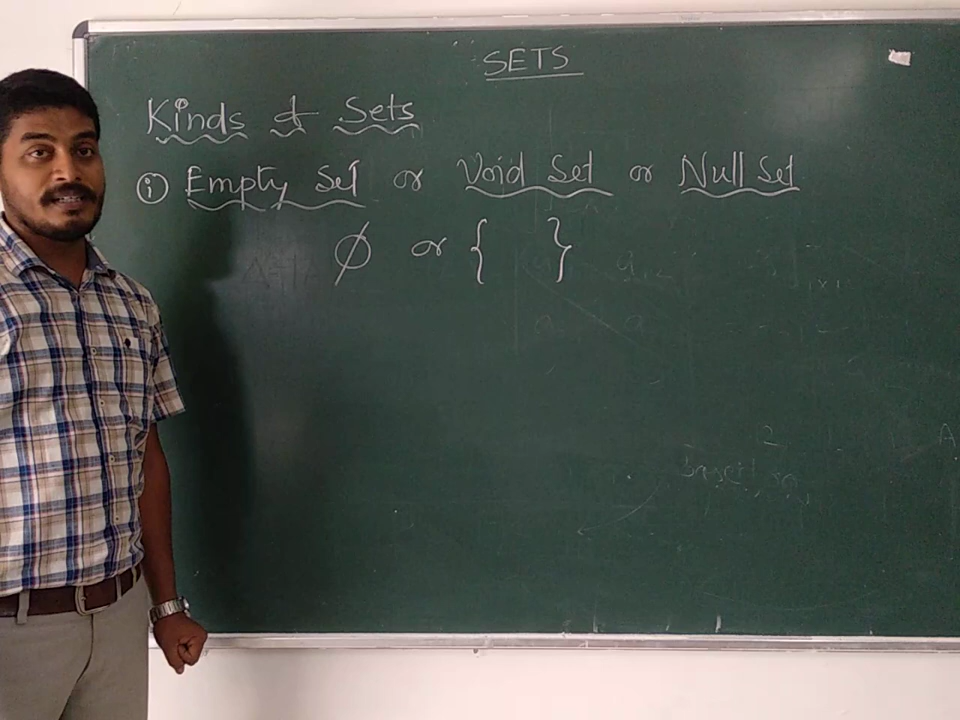 SETS
Kinds of Sets
(i) Empty Set or Void Set or Null Set
∅ or { }